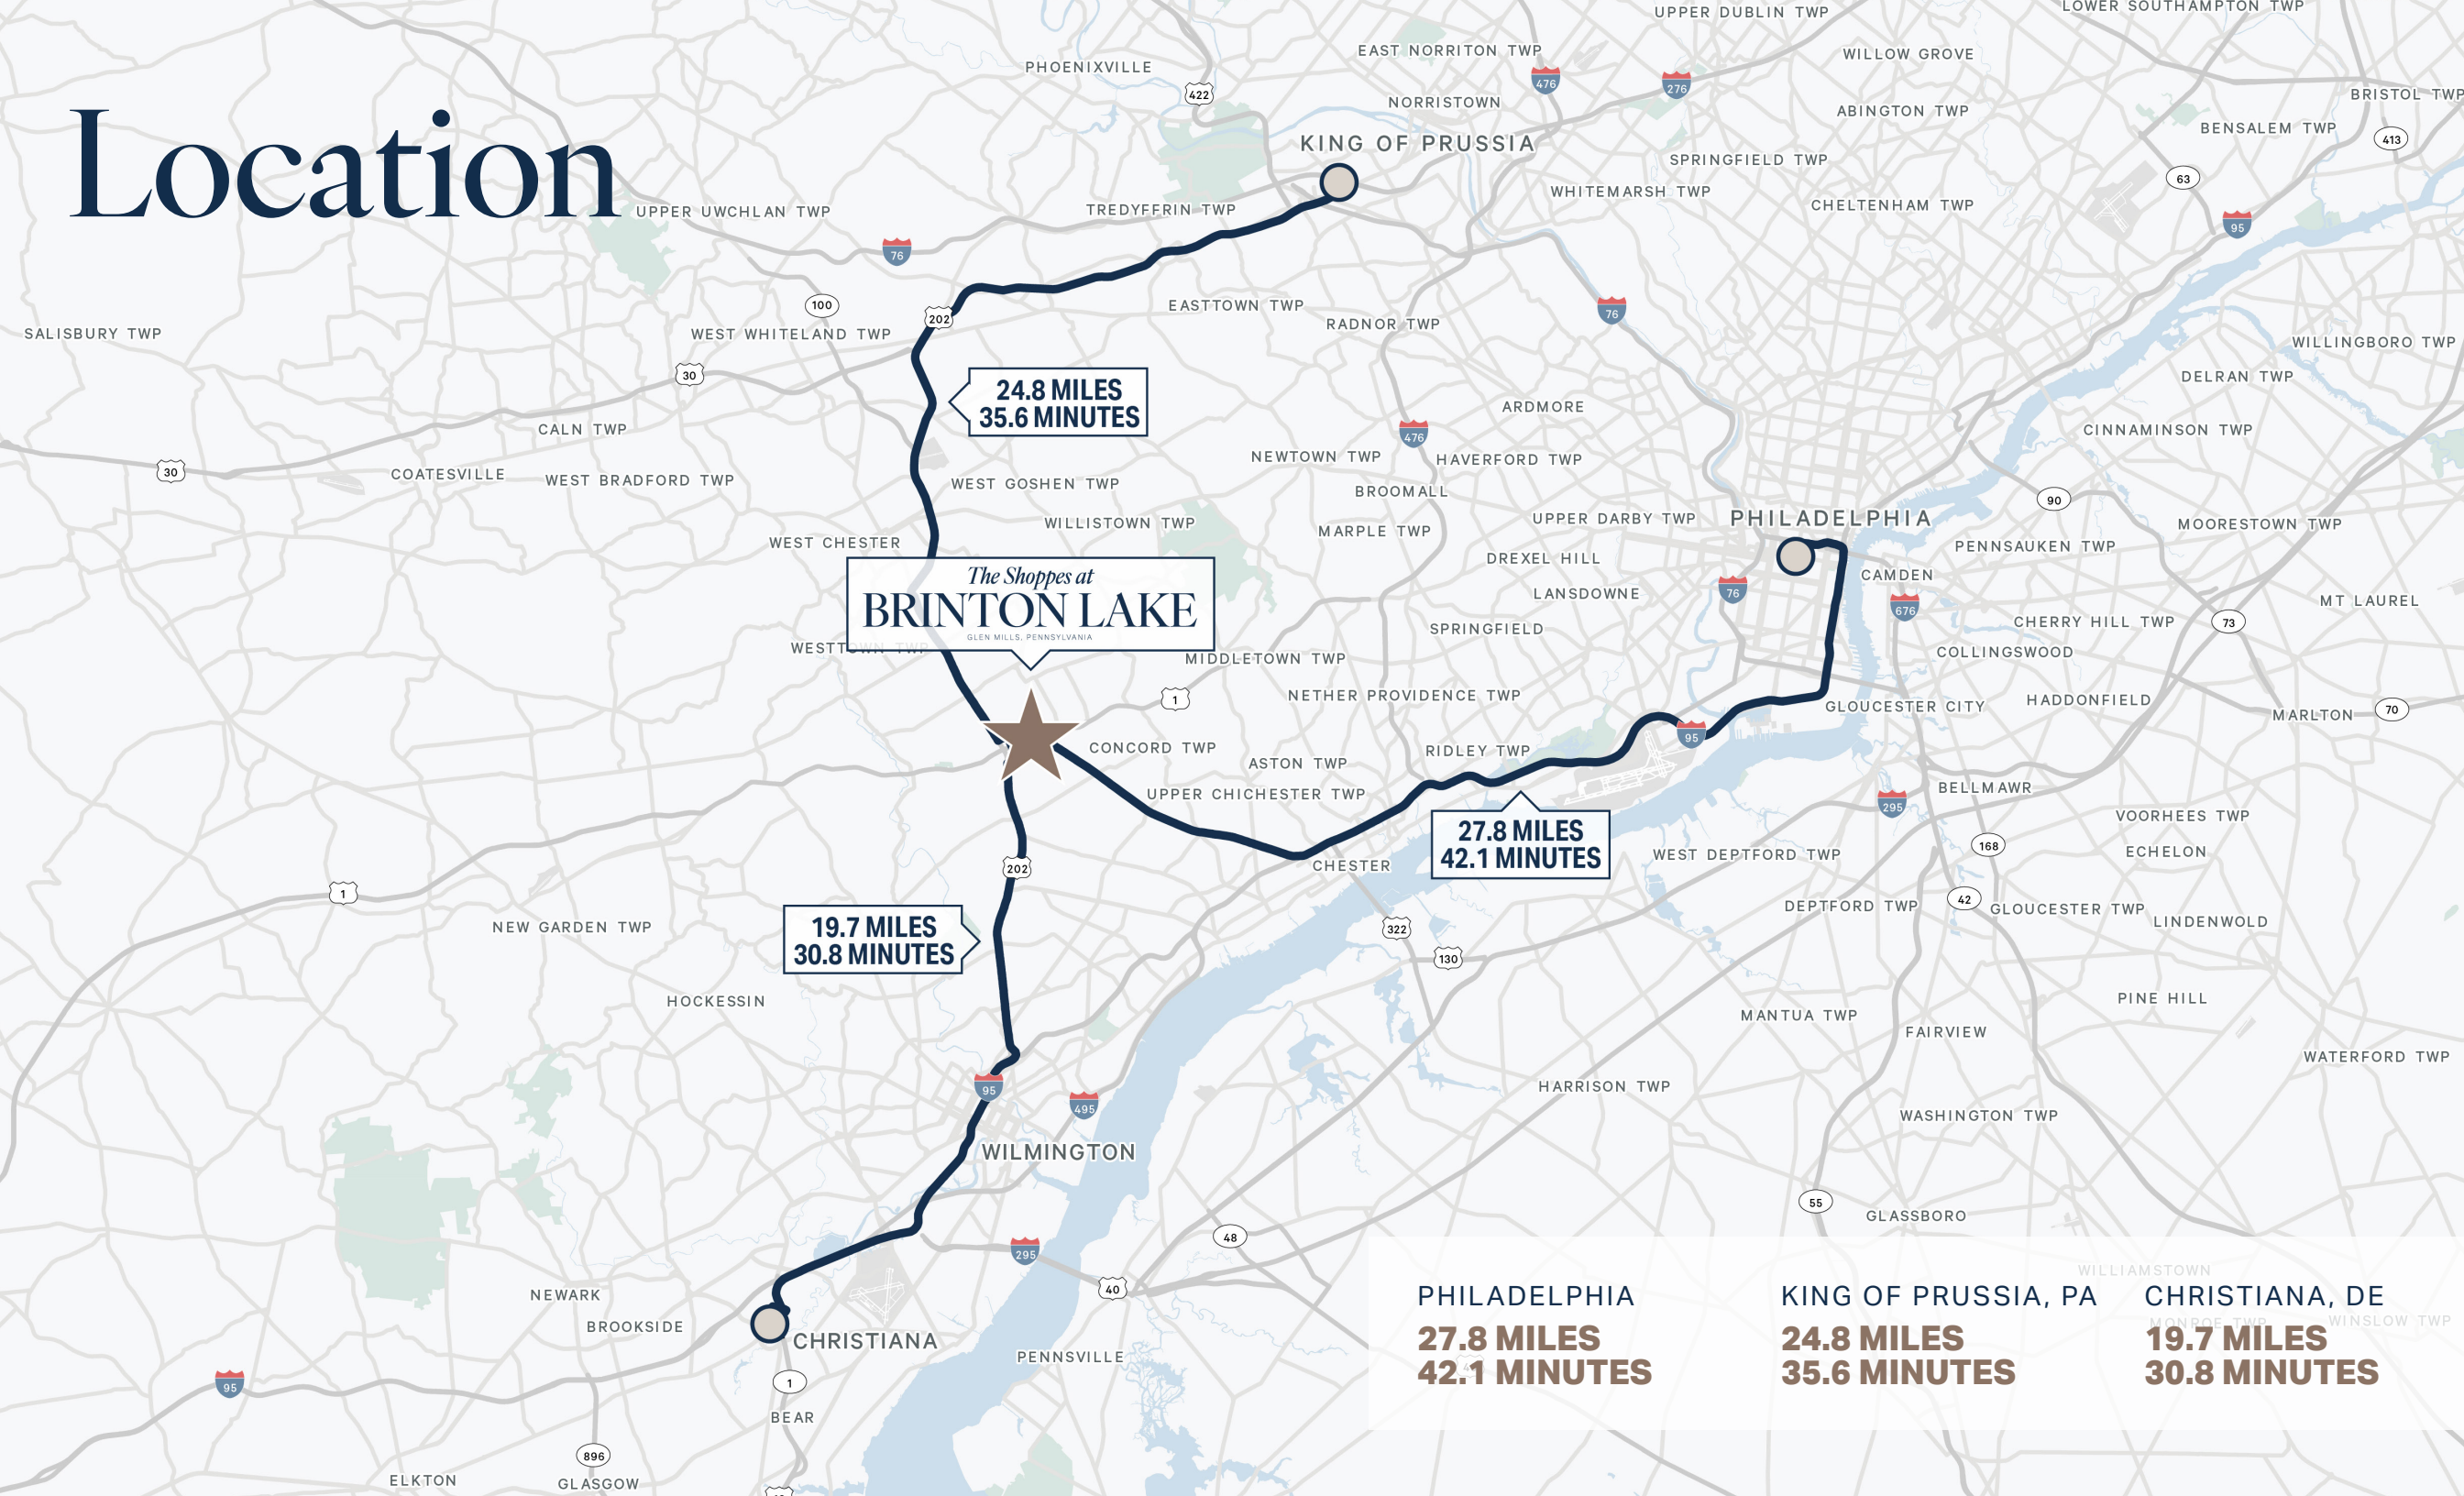 Location
UPPER DUBLIN TWP
LOWER SOUTHAMPTON TWP
EAST NORRITON TWP
WILLOW GROVE
PHOENIXVILLE
422
476
276
BRISTOL TWP
NORRISTOWN
ABINGTON TWP
BENSALEM TWP
413
KING OF PRUSSIA
SPRINGFIELD TWP
63
WHITEMARSH TWP
CHELTENHAM TWP
UPPER UWCHLAN TWP
TREDYFFRIN TWP
95
76
100
EASTTOWN TWP
76
202
RADNOR TWP
SALISBURY TWP
WEST WHITELAND TWP
WILLINGBORO TWP
30
DELRAN TWP
24.8 MILES
35.6 MINUTES
ARDMORE
CALN TWP
476
CINNAMINSON TWP
30
COATESVILLE
WEST BRADFORD TWP
NEWTOWN TWP
HAVERFORD TWP
WEST GOSHEN TWP
BROOMALL
90
WILLISTOWN TWP
MARPLE TWP
UPPER DARBY TWP
PHILADELPHIA
MOORESTOWN TWP
WEST CHESTER
DREXEL HILL
PENNSAUKEN TWP
The Shoppes at
BRINTON LAKE
GLEN MILLS, PENNSYLVANIA
LANSDOWNE
76
CAMDEN
676
MT LAUREL
SPRINGFIELD
CHERRY HILL TWP
73
WESTTOWN TWP
MIDDLETOWN TWP
COLLINGSWOOD
1
NETHER PROVIDENCE TWP
GLOUCESTER CITY
HADDONFIELD
MARLTON
70
CONCORD TWP
RIDLEY TWP
95
ASTON TWP
UPPER CHICHESTER TWP
BELLMAWR
295
VOORHEES TWP
27.8 MILES
42.1 MINUTES
202
CHESTER
WEST DEPTFORD TWP
168
ECHELON
1
DEPTFORD TWP
42
GLOUCESTER TWP
LINDENWOLD
NEW GARDEN TWP
19.7 MILES
30.8 MINUTES
322
130
HOCKESSIN
PINE HILL
MANTUA TWP
FAIRVIEW
WATERFORD TWP
95
495
HARRISON TWP
WASHINGTON TWP
WILMINGTON
55
GLASSBORO
48
295
40
WILLIAMSTOWN
NEWARK
BROOKSIDE
CHRISTIANA
MONROE TWP
WINSLOW TWP
PENNSVILLE
95
1
BEAR
896
ELKTON
GLASGOW
PHILADELPHIA
27.8 MILES
42.1 MINUTES
KING OF PRUSSIA, PA
24.8 MILES
35.6 MINUTES
CHRISTIANA, DE
19.7 MILES
30.8 MINUTES